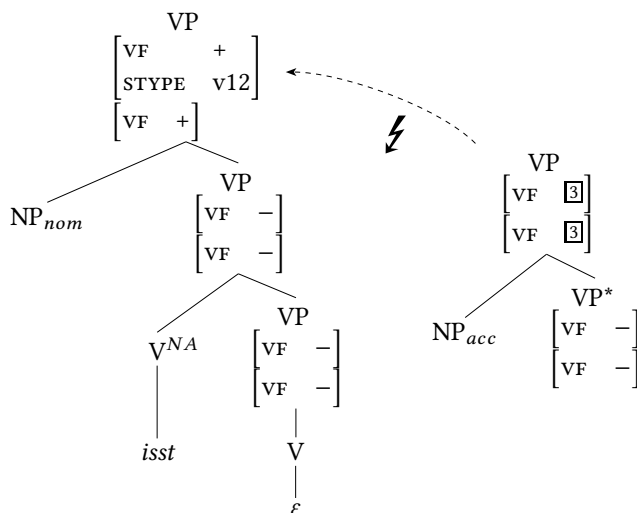 VP
[VF +
STYPE v12]
[VF +]
NP_nom
VP
[VF −]
[VF −]
V^NA
isst
VP
[VF −]
[VF −]
V
ε
VP
[VF 3]
[VF 3]
NP_acc
VP*
[VF −]
[VF −]